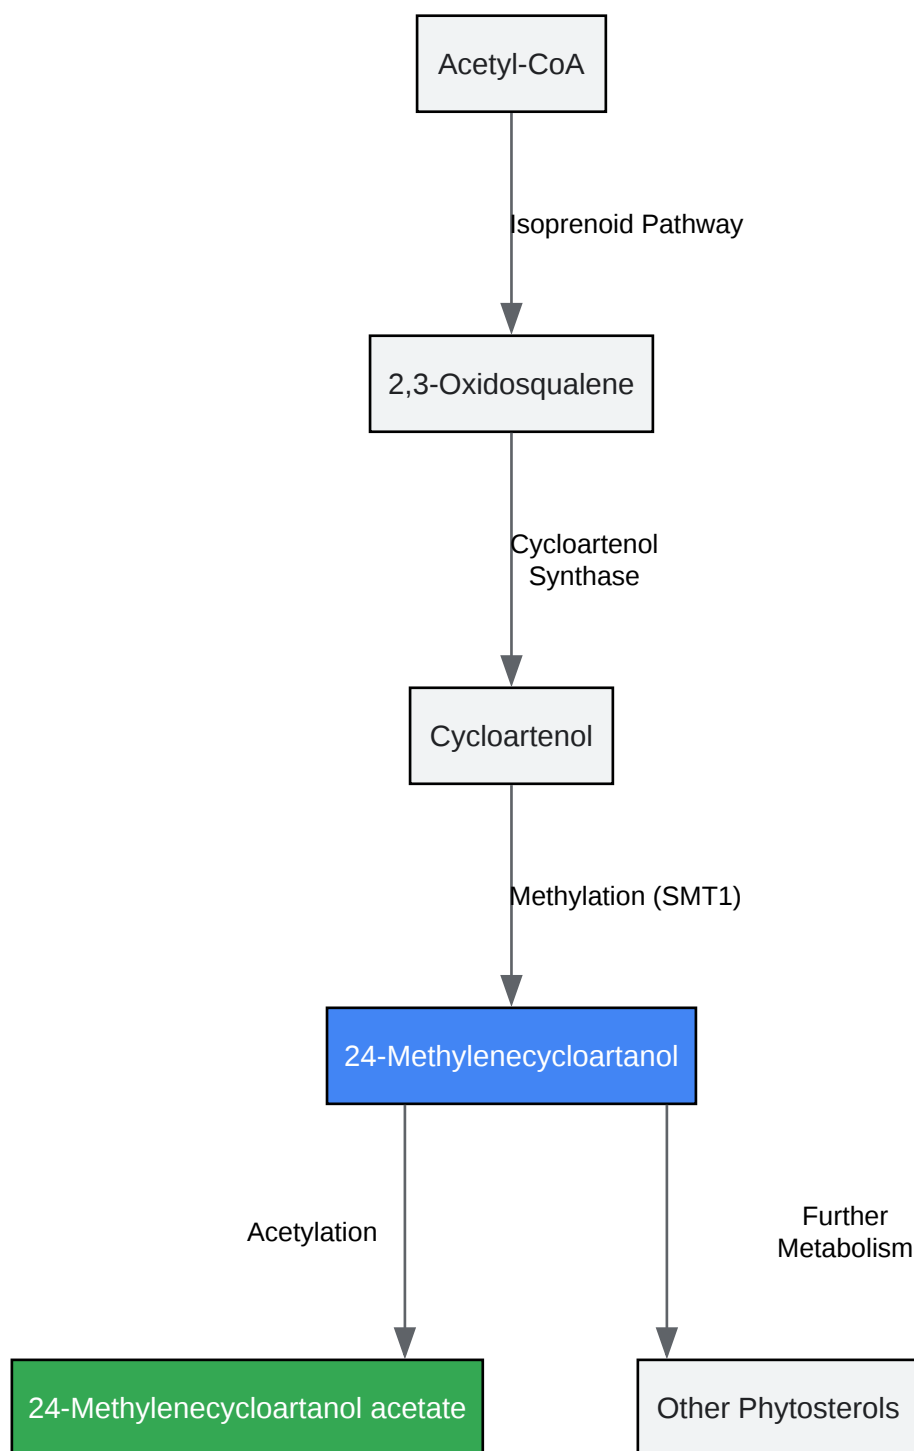 Acetyl-CoA
Isoprenoid Pathway
2,3-Oxidosqualene
Cycloartenol
Synthase
Cycloartenol
Methylation (SMT1)
24-Methylenecycloartanol
Acetylation
Further
Metabolism
24-Methylenecycloartanol acetate
Other Phytosterols